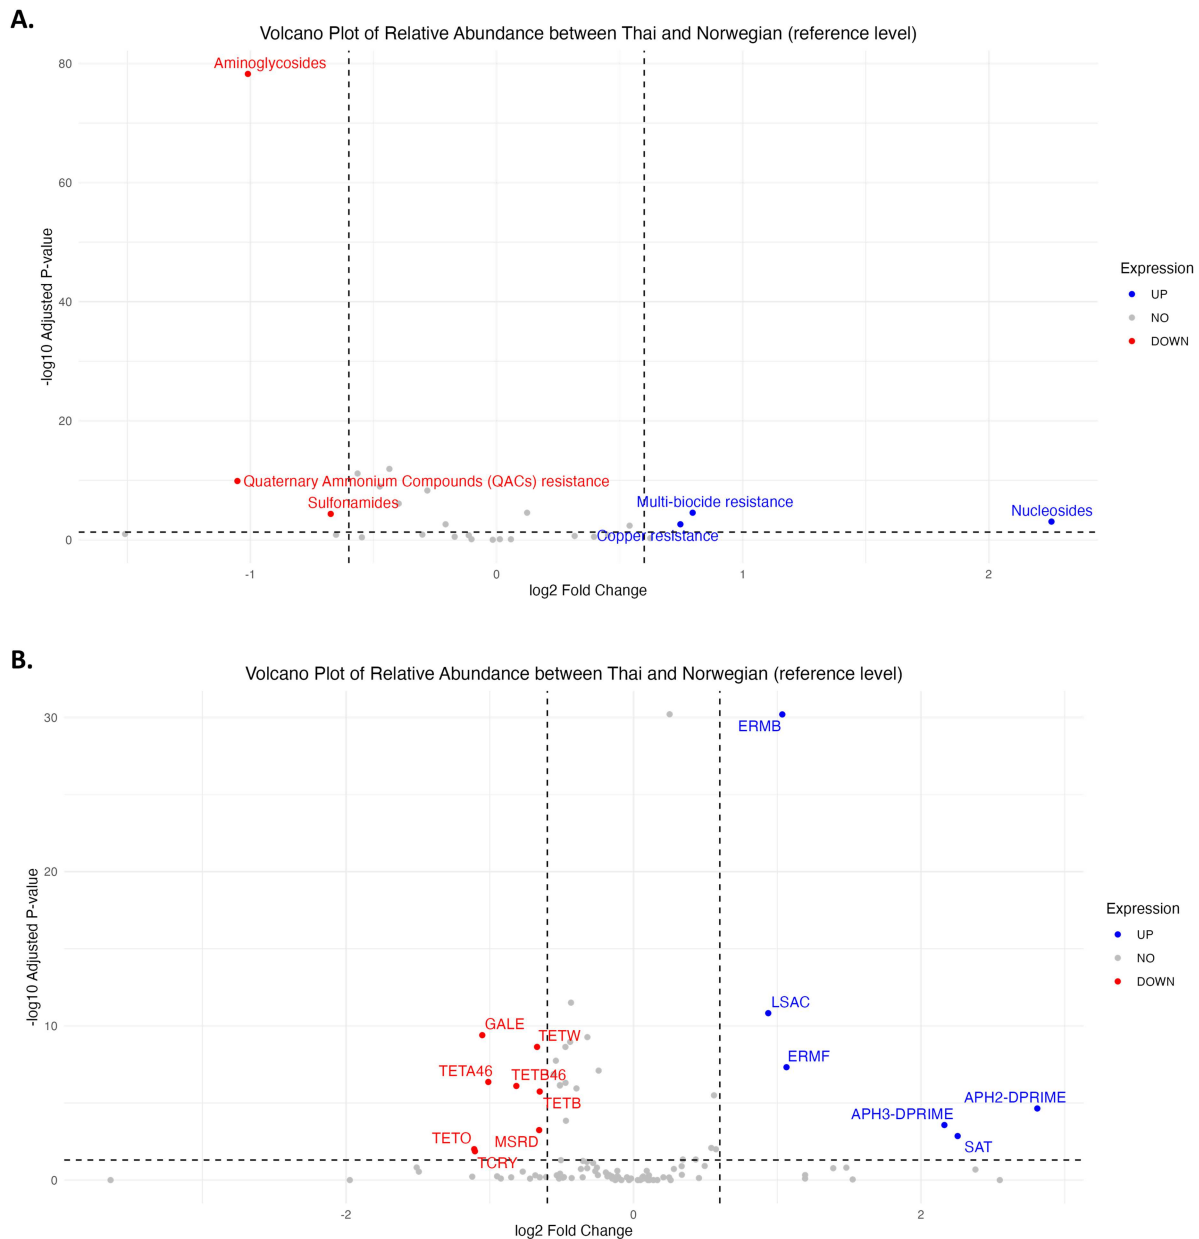 A.
Volcano Plot of Relative Abundance between Thai and Norwegian (reference level)
80
60
40
20
0
-log10 Adjusted P-value
Aminoglycosides
Quaternary Ammonium Compounds (QACs) resistance
Sulfonamides
Multi-biocide resistance
Nucleosides
Copper resistance
-1
0
1
2
log2 Fold Change
Expression
UP
NO
DOWN
B.
Volcano Plot of Relative Abundance between Thai and Norwegian (reference level)
30
20
10
0
-log10 Adjusted P-value
ERMB
LSAC
GALE
TETW
ERMF
TETA46
TETB46
APH2-DPRIME
TETB
APH3-DPRIME
TETO
MSRD
SAT
TCRY
-2
0
2
log2 Fold Change
Expression
UP
NO
DOWN